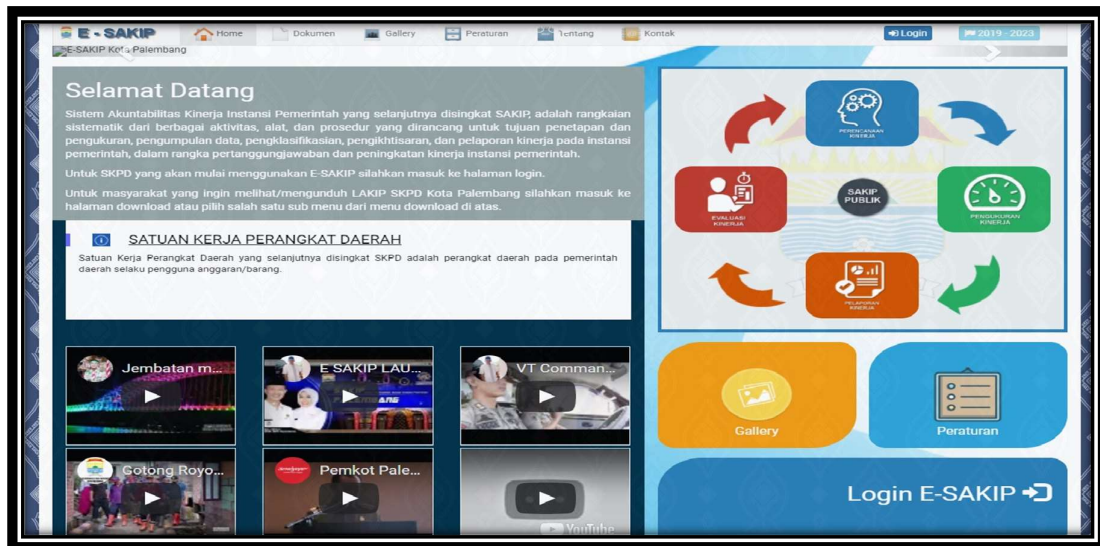 E - SAKIP
Home
Dokumen
Gallery
Peraturan
Tentang
Kontak
Login
2019 - 2023
E-SAKIP Kota Palembang
Selamat Datang
Sistem Akuntabilitas Kinerja Instansi Pemerintah yang selanjutnya disingkat SAKIP, adalah rangkaian
sistematik dari berbagai aktivitas, alat, dan prosedur yang dirancang untuk tujuan penetapan dan
pengukuran, pengumpulan data, pengklasifikasian, pengikhtisaran, dan pelaporan kinerja pada instansi
pemerintah, dalam rangka pertanggungjawaban dan peningkatan kinerja instansi pemerintah.
Untuk SKPD yang akan mulai menggunakan E-SAKIP silahkan masuk ke halaman login.
Untuk masyarakat yang ingin melihat/mengunduh LAKIP SKPD Kota Palembang silahkan masuk ke
halaman download atau pilih salah satu sub menu dari menu download di atas.
SATUAN KERJA PERANGKAT DAERAH
Satuan Kerja Perangkat Daerah yang selanjutnya disingkat SKPD adalah perangkat daerah pada pemerintah
daerah selaku pengguna anggaran/barang.
PERENCANAAN
KINERJA
EVALUASI
KINERJA
SAKIP
PUBLIK
PENGUKURAN
KINERJA
PELAPORAN
KINERJA
Jembatan m...
E SAKIP LAU...
VT Comman...
Gotong Royo...
Pemkot Pale...
YouTube
Gallery
Peraturan
Login E-SAKIP